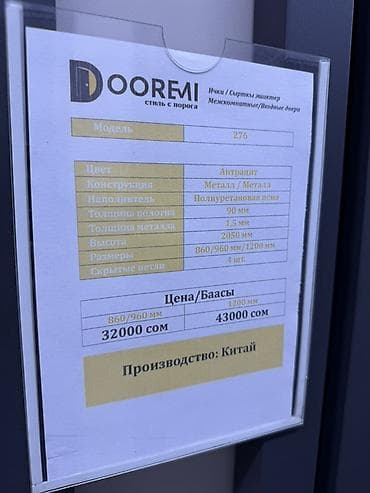 DOOREMI
стиль с порога
Ички / Сырткы эшиктер
Межкомнатные/Входные двери
Модель 276
Цвет Антрацит
Конструкция Металл / Металл
Наполнитель Полиуретановая пена
Толщина полотна 90 мм
Толщина металла 1,5 мм
Высота 2050 мм
Размеры 860/960 мм/1200 мм
Скрытые петли 4 шт.
Цена/Баасы
860/960 мм 1200 мм
32000 сом 43000 сом
Производство: Китай